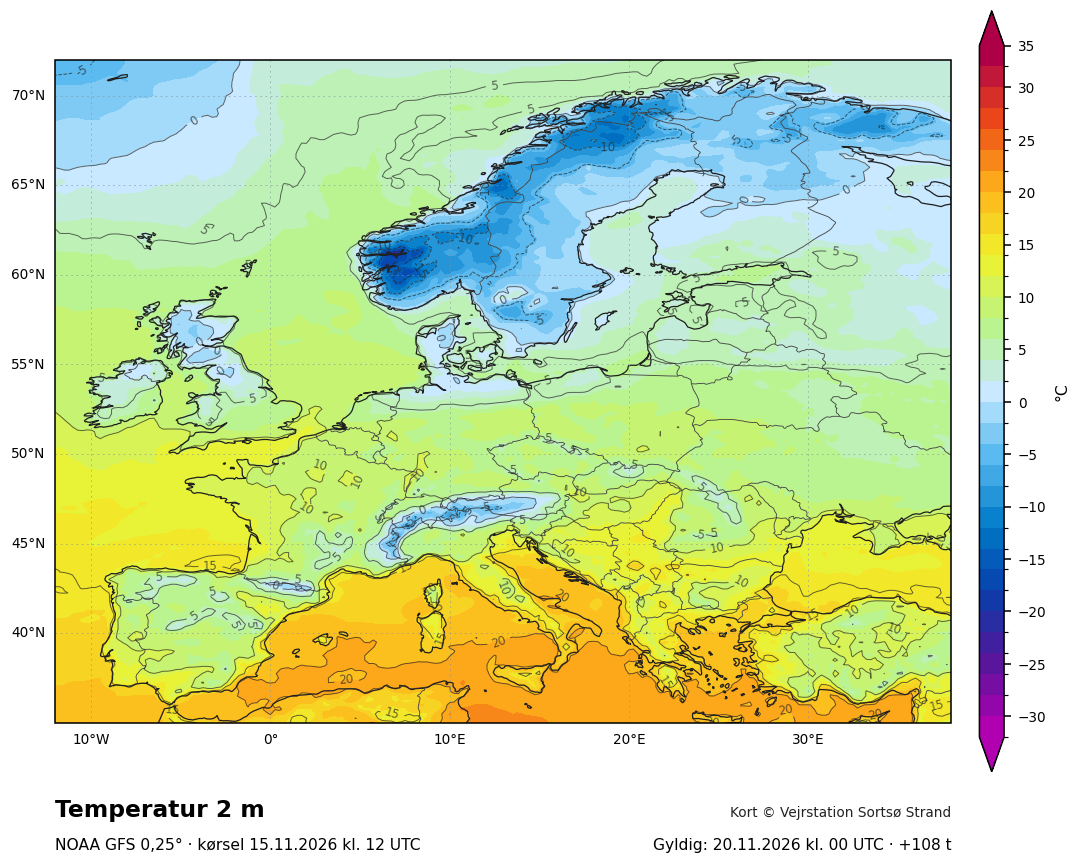 35
30
25
20
15
10
5
0
−5
−10
−15
−20
−25
−30
°C
70°N
65°N
60°N
55°N
50°N
45°N
40°N
10°W 0° 10°E 20°E 30°E
Temperatur 2 m
Kort © Vejrstation Sortsø Strand
NOAA GFS 0,25° · kørsel 15.11.2026 kl. 12 UTC
Gyldig: 20.11.2026 kl. 00 UTC · +108 t